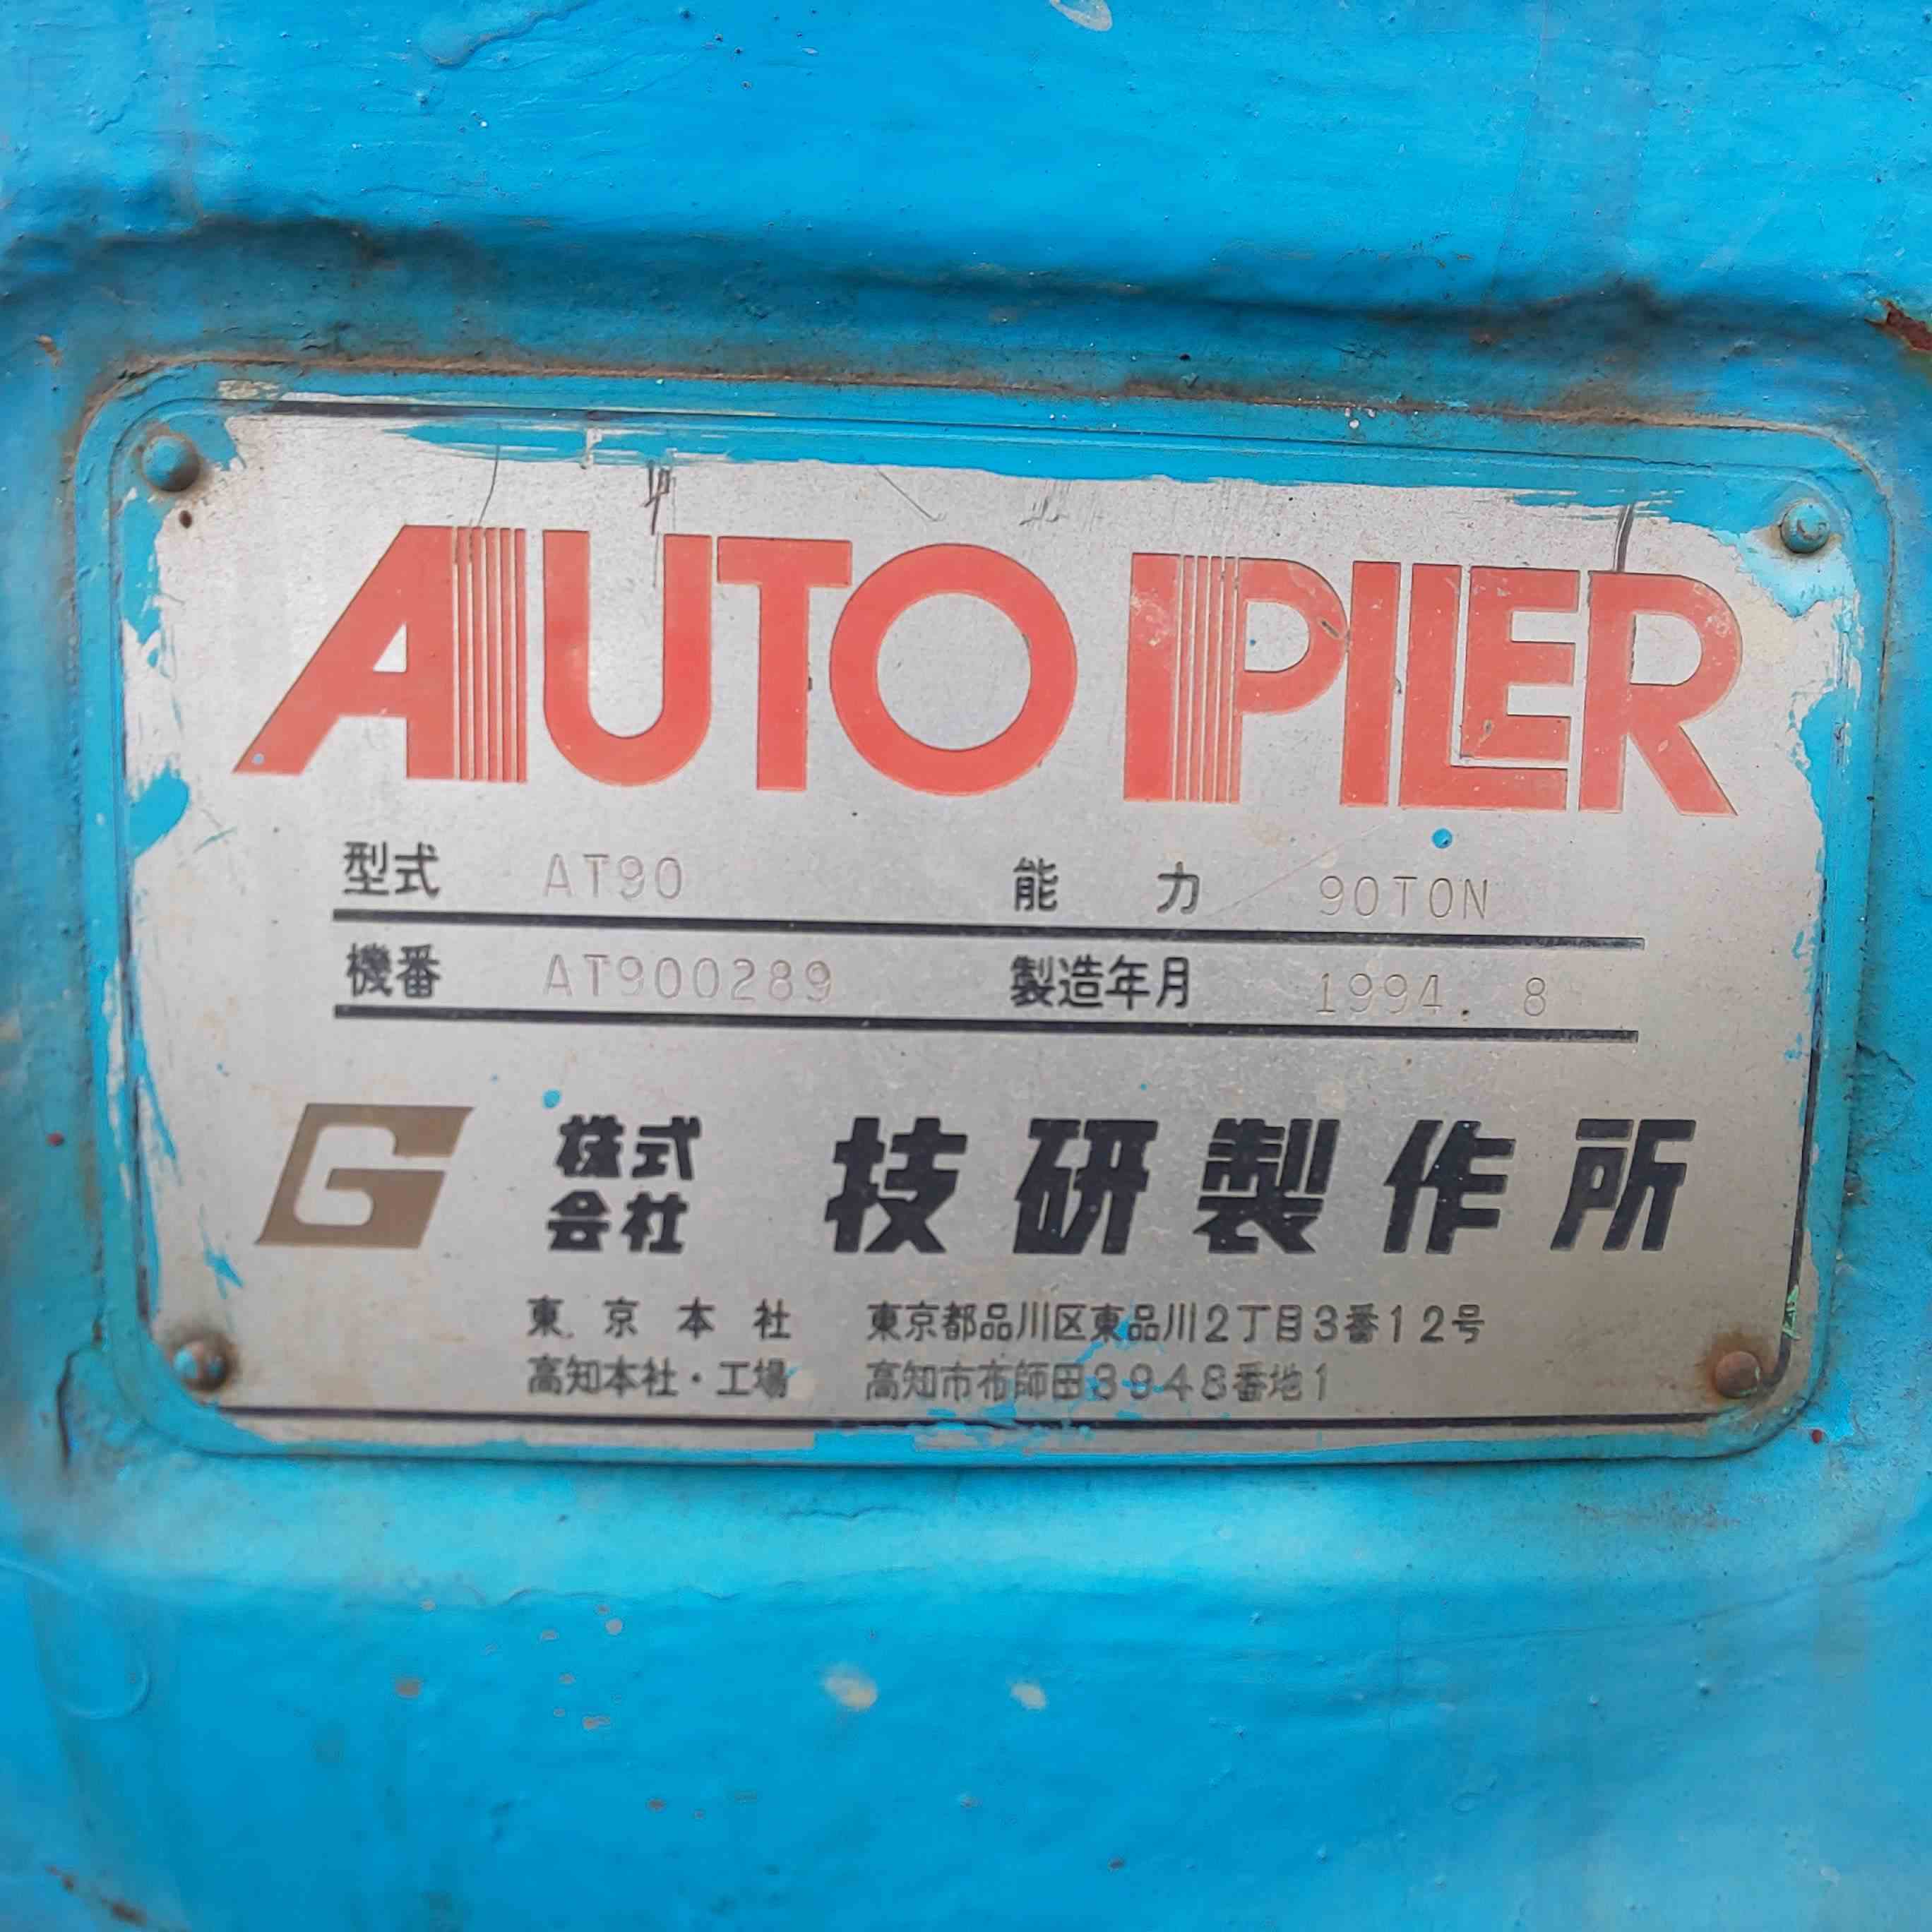 AUTO PILER
型式 AT90 能力 90TON
機番 AT900289 製造年月 1994. 8
G 株式会社 技研製作所
東京本社 東京都品川区東品川2丁目3番12号
高知本社・工場 高知市布師田3948番地1